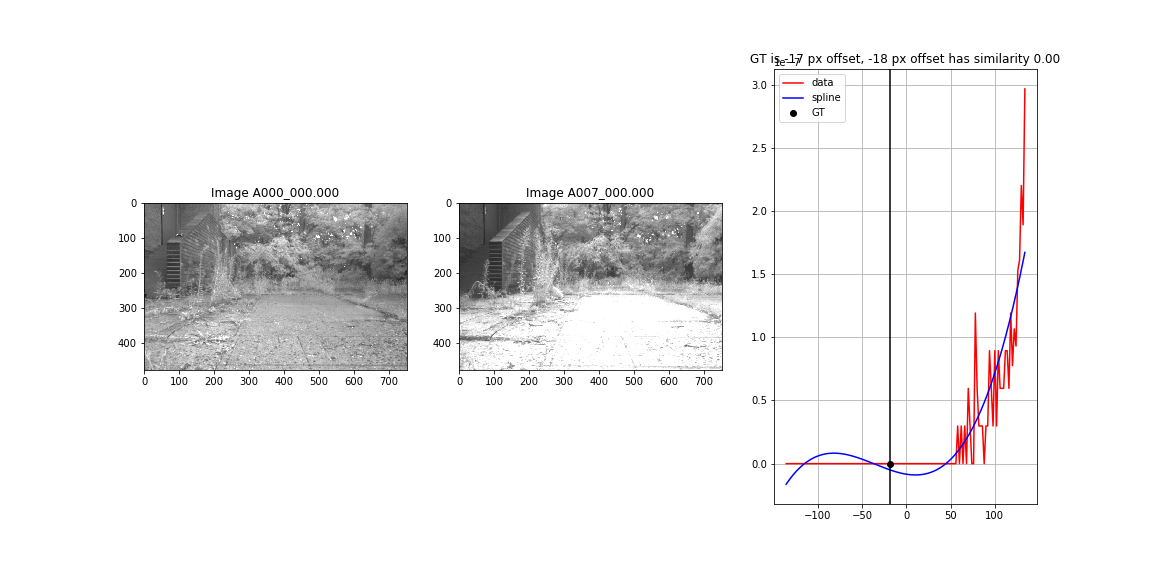 GT is -17 px offset, -18 px offset has similarity 0.00
1e−7
Image A000_000.000
Image A007_000.000
data
spline
GT
3.0
2.5
2.0
1.5
1.0
0.5
0.0
−100 −50 0 50 100
0
100
200
300
400
0 100 200 300 400 500 600 700
0
100
200
300
400
0 100 200 300 400 500 600 700